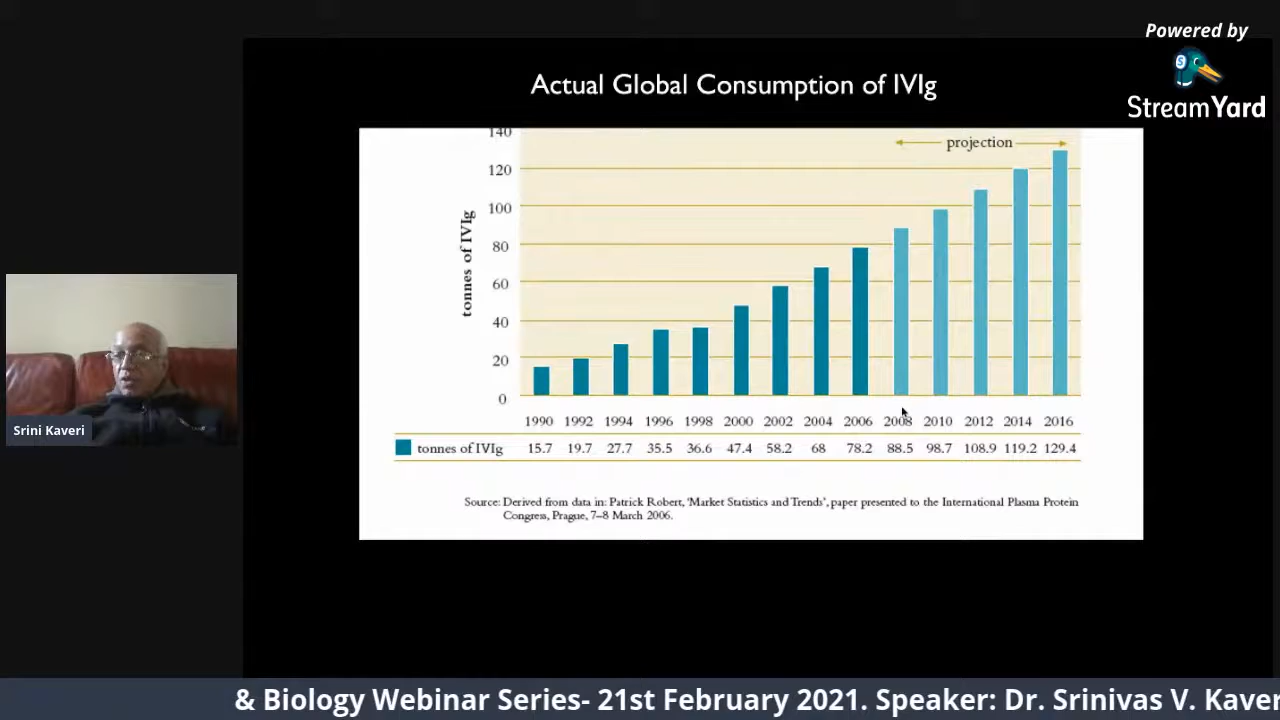 Powered by
StreamYard
Actual Global Consumption of IVIg
140
120
100
80
60
40
20
0
tonnes of IVIg
projection
1990 1992 1994 1996 1998 2000 2002 2004 2006 2008 2010 2012 2014 2016
tonnes of IVIg 15.7 19.7 27.7 35.5 36.6 47.4 58.2 68 78.2 88.5 98.7 108.9 119.2 129.4
Source: Derived from data in: Patrick Robert, 'Market Statistics and Trends', paper presented to the International Plasma Protein
Congress, Prague, 7–8 March 2006.
Srini Kaveri
& Biology Webinar Series- 21st February 2021. Speaker: Dr. Srinivas V. Kaver